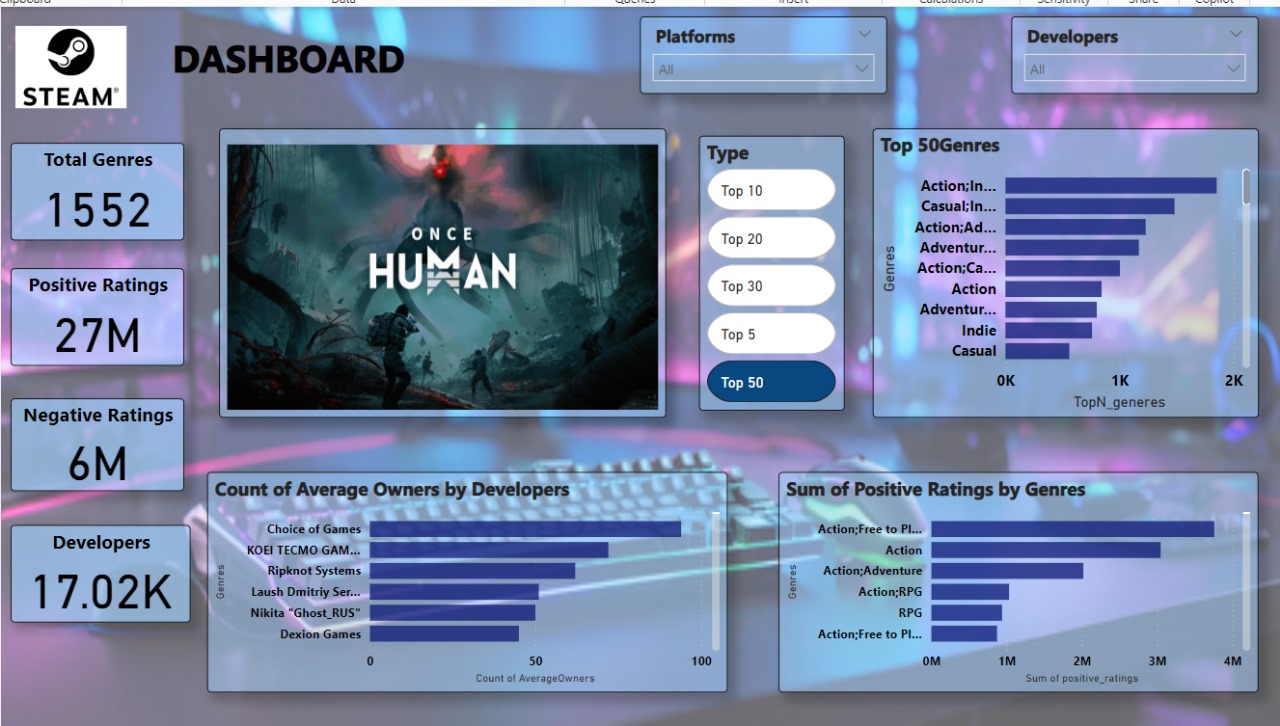 Clipboard
Data
Queries
Insert
Calculations
Sensitivity
Share
Copilot
STEAM®
DASHBOARD
Platforms
All
Developers
All
Total Genres
1552
Positive Ratings
27M
Negative Ratings
6M
Developers
17.02K
ONCE
HUMAN
Type
Top 10
Top 20
Top 30
Top 5
Top 50
Top 50Genres
Genres
Action;In...
Casual;In...
Action;Ad...
Adventur...
Action;Ca...
Action
Adventur...
Indie
Casual
0K 1K 2K
TopN_generes
Count of Average Owners by Developers
Genres
Choice of Games
KOEI TECMO GAM...
Ripknot Systems
Laush Dmitriy Ser...
Nikita "Ghost_RUS"
Dexion Games
0 50 100
Count of AverageOwners
Sum of Positive Ratings by Genres
Genres
Action;Free to Pl...
Action
Action;Adventure
Action;RPG
RPG
Action;Free to Pl...
0M 1M 2M 3M 4M
Sum of positive_ratings